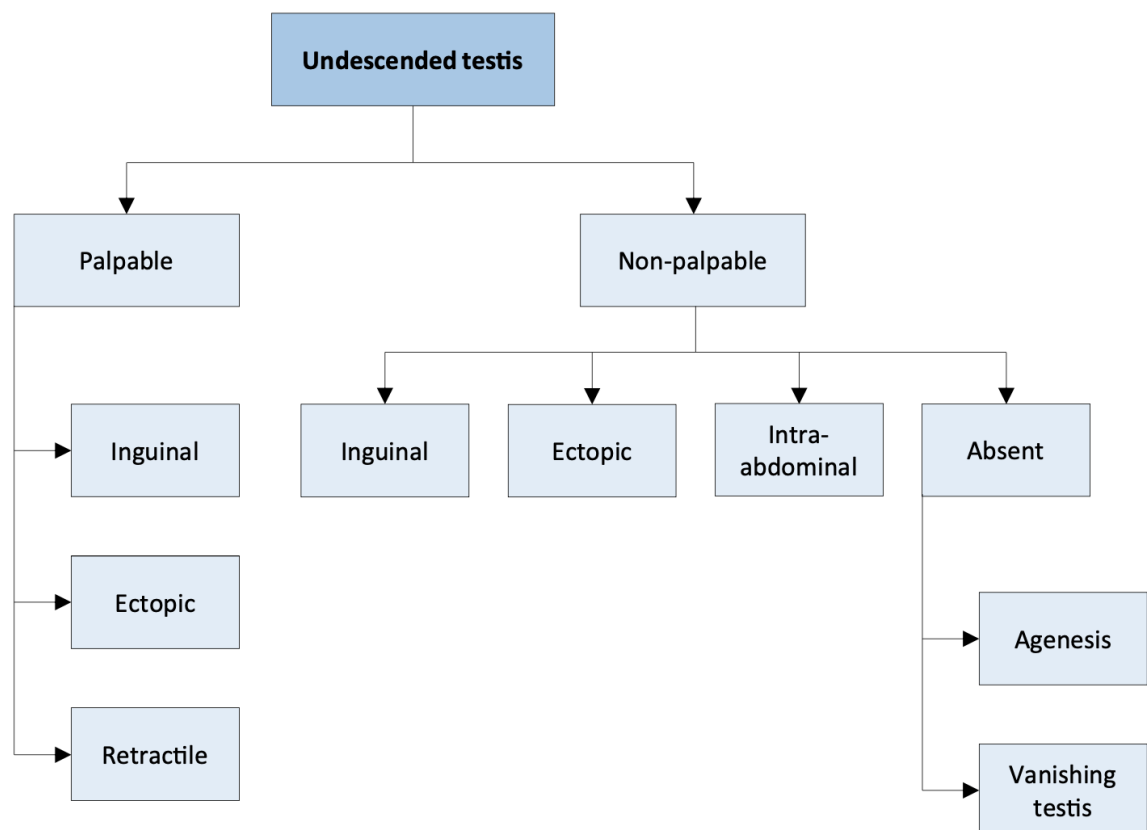 Undescended testis
Palpable
Non-palpable
Inguinal
Inguinal
Ectopic
Intra-
abdominal
Absent
Ectopic
Agenesis
Retractile
Vanishing
testis